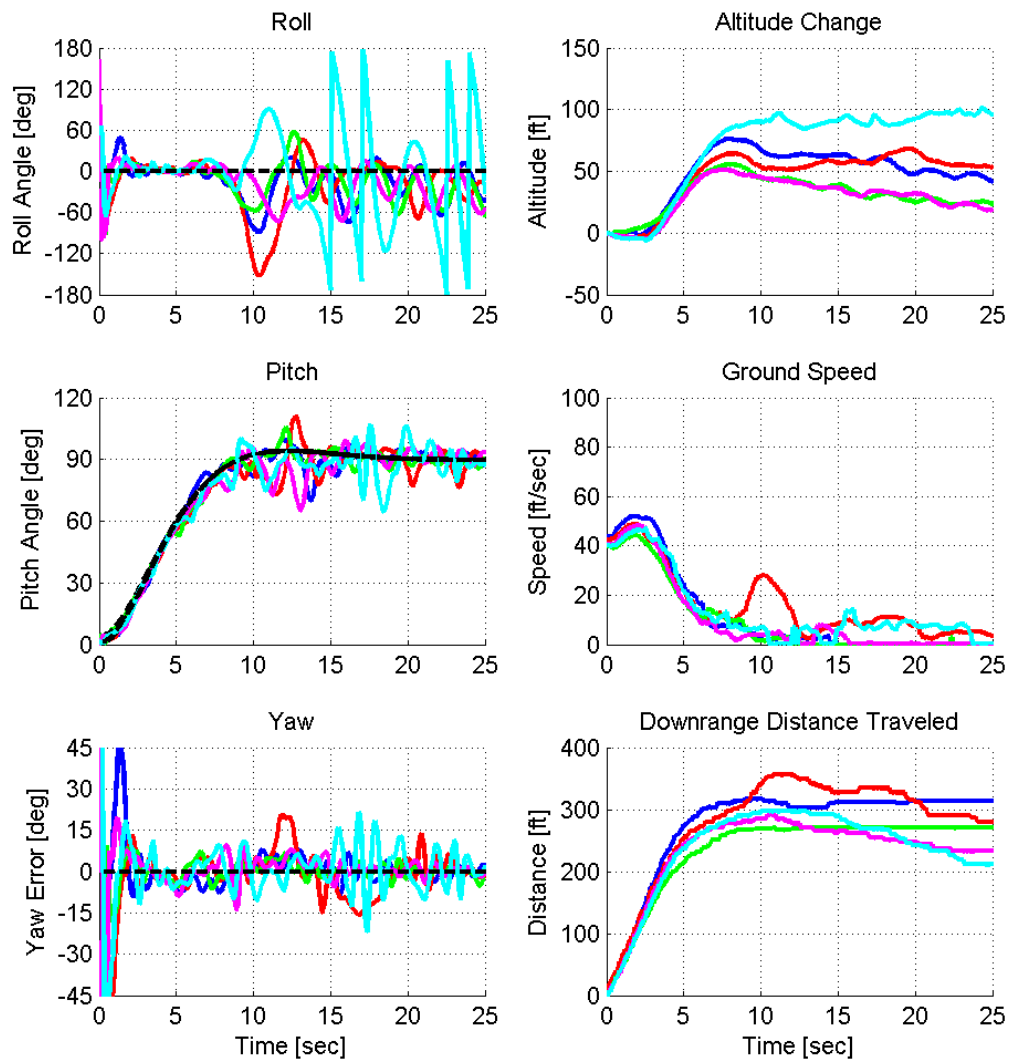 Roll
Roll Angle [deg]
180
120
60
0
-60
-120
-180
0 5 10 15 20 25
Altitude Change
Altitude [ft]
150
100
50
0
-50
0 5 10 15 20 25
Pitch
Pitch Angle [deg]
120
90
60
30
0
0 5 10 15 20 25
Ground Speed
Speed [ft/sec]
100
80
60
40
20
0
0 5 10 15 20 25
Yaw
Yaw Error [deg]
45
30
15
0
-15
-30
-45
0 5 10 15 20 25
Time [sec]
Downrange Distance Traveled
Distance [ft]
400
300
200
100
0
0 5 10 15 20 25
Time [sec]